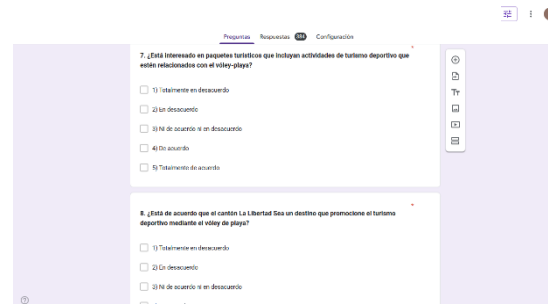 Preguntas Respuestas 384 Configuración
7. ¿Está interesado en paquetes turísticos que incluyan actividades de turismo deportivo que
estén relacionados con el vóley-playa?
1) Totalmente en desacuerdo
2) En desacuerdo
3) Ni de acuerdo ni en desacuerdo
4) De acuerdo
5) Totalmente de acuerdo
8. ¿Está de acuerdo que el cantón La Libertad Sea un destino que promocione el turismo
deportivo mediante el vóley de playa?
1) Totalmente en desacuerdo
2) En desacuerdo
3) Ni de acuerdo ni en desacuerdo